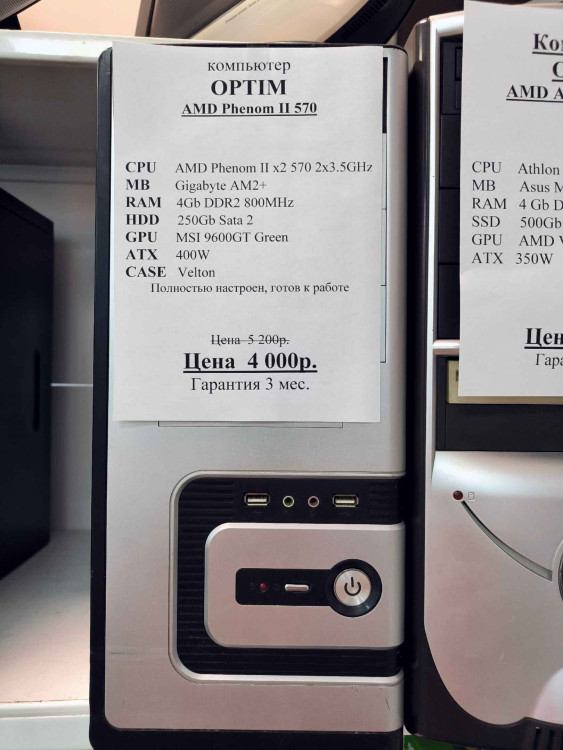 компьютер
OPTIM
AMD Phenom II 570
CPU AMD Phenom II x2 570 2x3.5GHz
MB Gigabyte AM2+
RAM 4Gb DDR2 800MHz
HDD 250Gb Sata 2
GPU MSI 9600GT Green
ATX 400W
CASE Velton
Полностью настроен, готов к работе
Цена 5 200р.
Цена 4 000р.
Гарантия 3 мес.
AMD A
CPU Athlon
MB Asus M
RAM 4 Gb D
SSD 500Gb
GPU AMD
ATX 350W